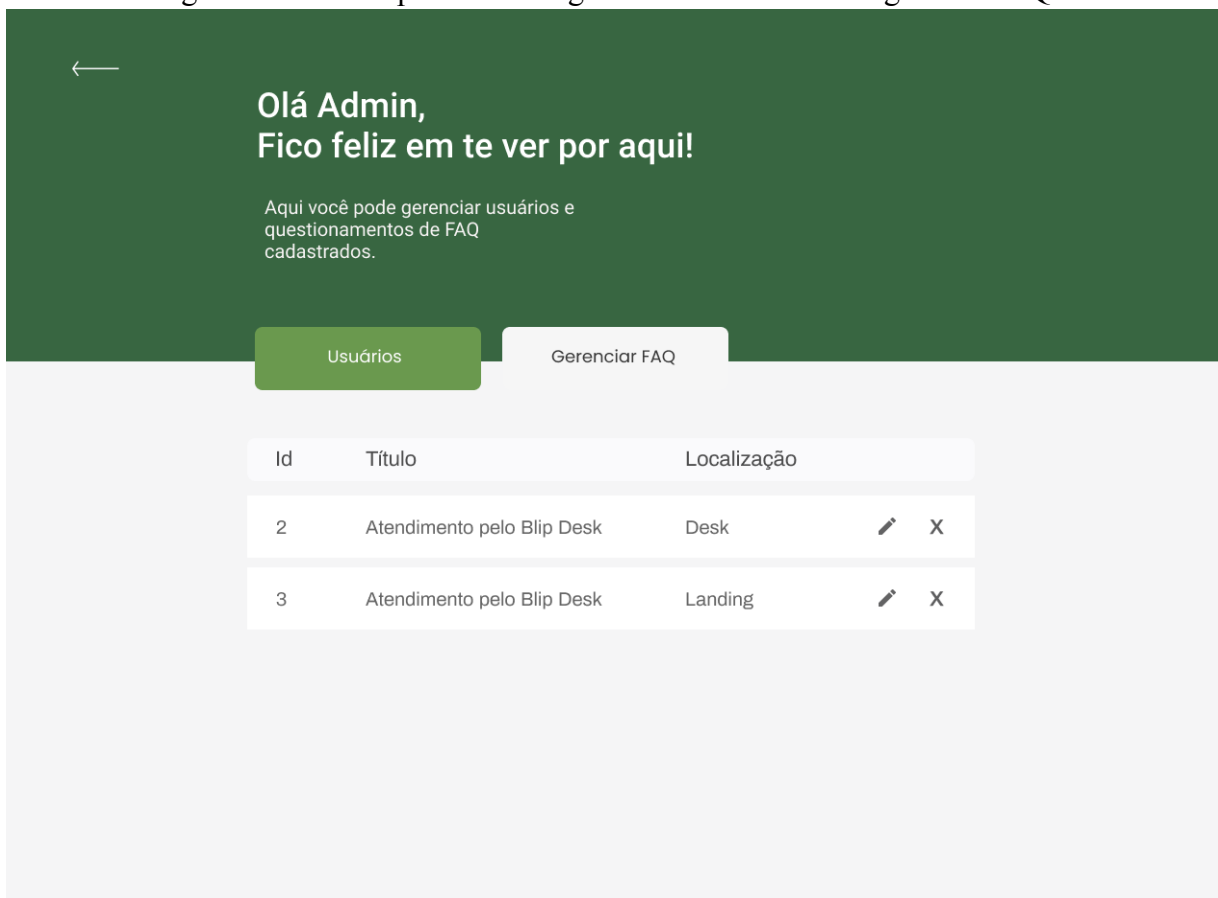 Olá Admin,
Fico feliz em te ver por aqui!
Aqui você pode gerenciar usuários e
questionamentos de FAQ
cadastrados.
Usuários Gerenciar FAQ
Id Título Localização
2 Atendimento pelo Blip Desk Desk X
3 Atendimento pelo Blip Desk Landing X